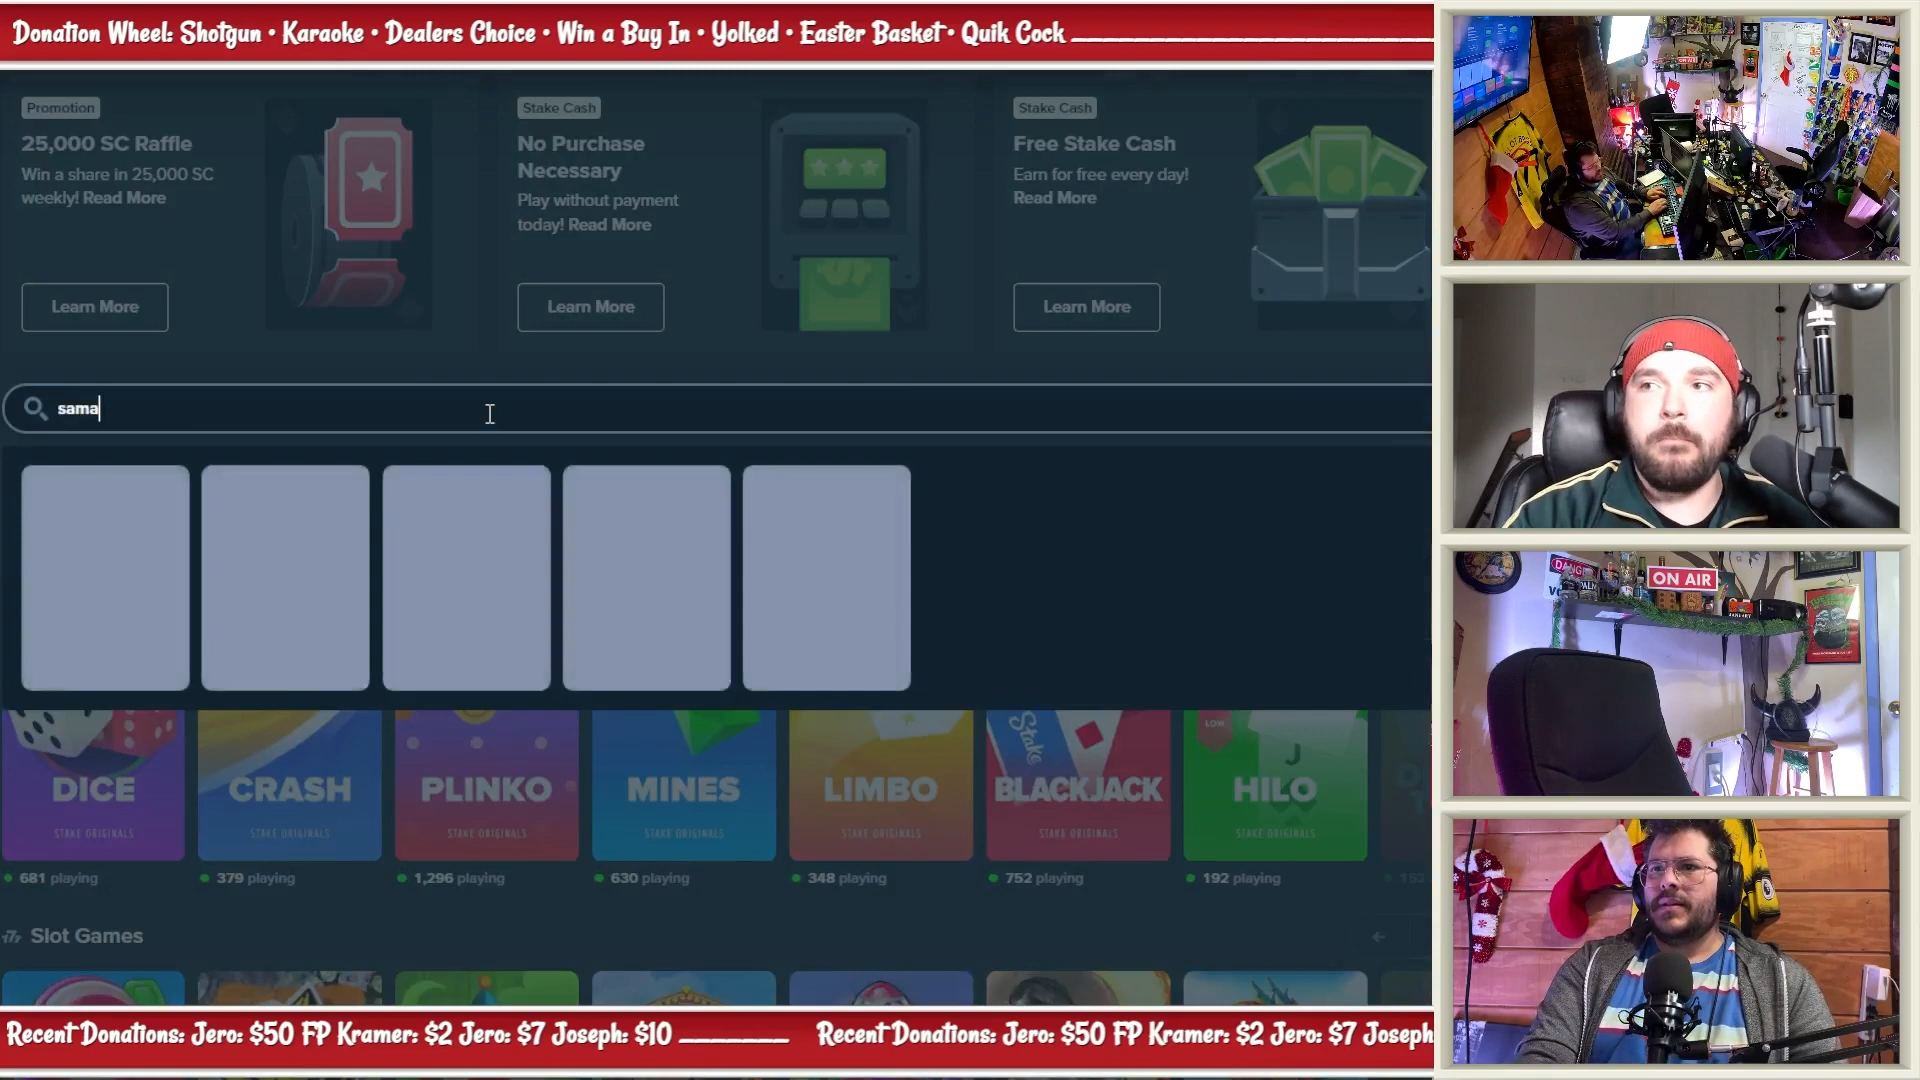 Donation Wheel: Shotgun • Karaoke • Dealers Choice • Win a Buy In • Yolked • Easter Basket • Quik Cock
Promotion
25,000 SC Raffle
Win a share in 25,000 SC
weekly! Read More
Learn More
Stake Cash
No Purchase
Necessary
Play without payment
today! Read More
Learn More
Stake Cash
Free Stake Cash
Earn for free every day!
Read More
Learn More
sama
DICE
CRASH
STAKE ORIGINALS
PLINKO
STAKE ORIGINALS
MINES
STAKE ORIGINALS
LIMBO
STAKE ORIGINALS
Stake
BLACKJACK
STAKE ORIGINALS
LOW
J
HILO
STAKE ORIGINALS
STAKE ORIGINALS
681 playing
379 playing
1,296 playing
630 playing
348 playing
752 playing
192 playing
152
Slot Games
Recent Donations: Jero: $50 FP Kramer: $2 Jero: $7 Joseph: $10
Recent Donations: Jero: $50 FP Kramer: $2 Jero: $7 Joseph
ON AIR